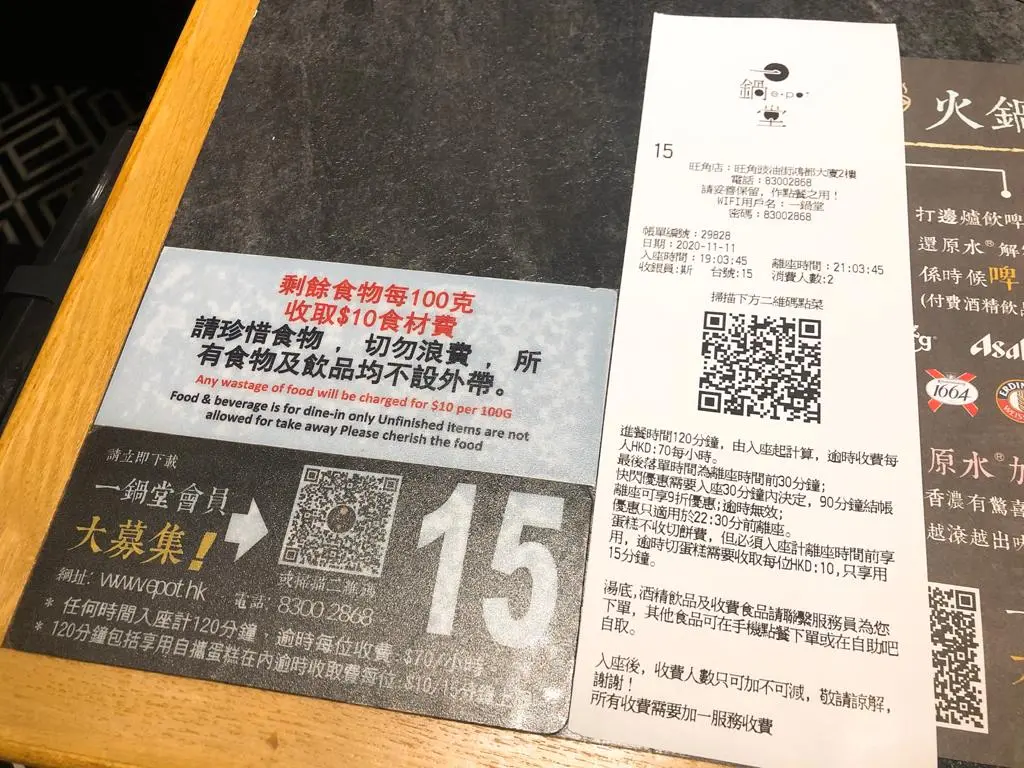 剩餘食物每100克
收取$10食材費
請珍惜食物，切勿浪費，所
有食物及飲品均不設外帶。
Any wastage of food will be charged for $10 per 100G
Food & beverage is for dine-in only Unfinished items are not
allowed for take away Please cherish the food
請立即下載
一鍋堂會員
大募集!
或掃描二維碼
網址: www.epot.hk
電話: 8300 2868
15
* 任何時間入座計120分鐘，逾時每位收費 $70/小時
* 120分鐘包括享用自攜蛋糕在內逾時收取費每位 $10/15分鐘
鍋e-po
堂
15
旺角店：旺角豉油街鴻都大廈2樓
電話：83002868
請妥善保留，作點餐之用！
WIFI用戶名：一鍋堂
密碼：83002868
帳單編號：29828
日期：2020-11-11
入座時間：19:03:45 離座時間：21:03:45
收銀員:斯 台號:15 消費人數:2
掃描下方二維碼點菜
進餐時間120分鐘，由入座起計算，逾時收費每
人HKD:70每小時。
最後落單時間為離座時間前30分鐘；
快閃優惠需要入座30分鐘內決定，90分鐘結帳
離座可享9折優惠;逾時無效；
優惠只適用於22:30分前離座。
蛋糕不收切餅費，但必須入座計離座時間前享
用，逾時切蛋糕需要收取每位HKD:10,只享用
15分鐘。
湯底,酒精飲品及收費食品請聯繫服務員為您
下單，其他食品可在手機點餐下單或在自助吧
自取。
入座後，收費人數只可加不可減，敬請諒解，
謝謝！
所有收費需要加一服務收費
火鍋
打邊爐飲啤
還原水®解
係時候啤
(付費酒精飲
Asa
1664
ERDIN
原水®加
香濃有驚喜
越滾越出